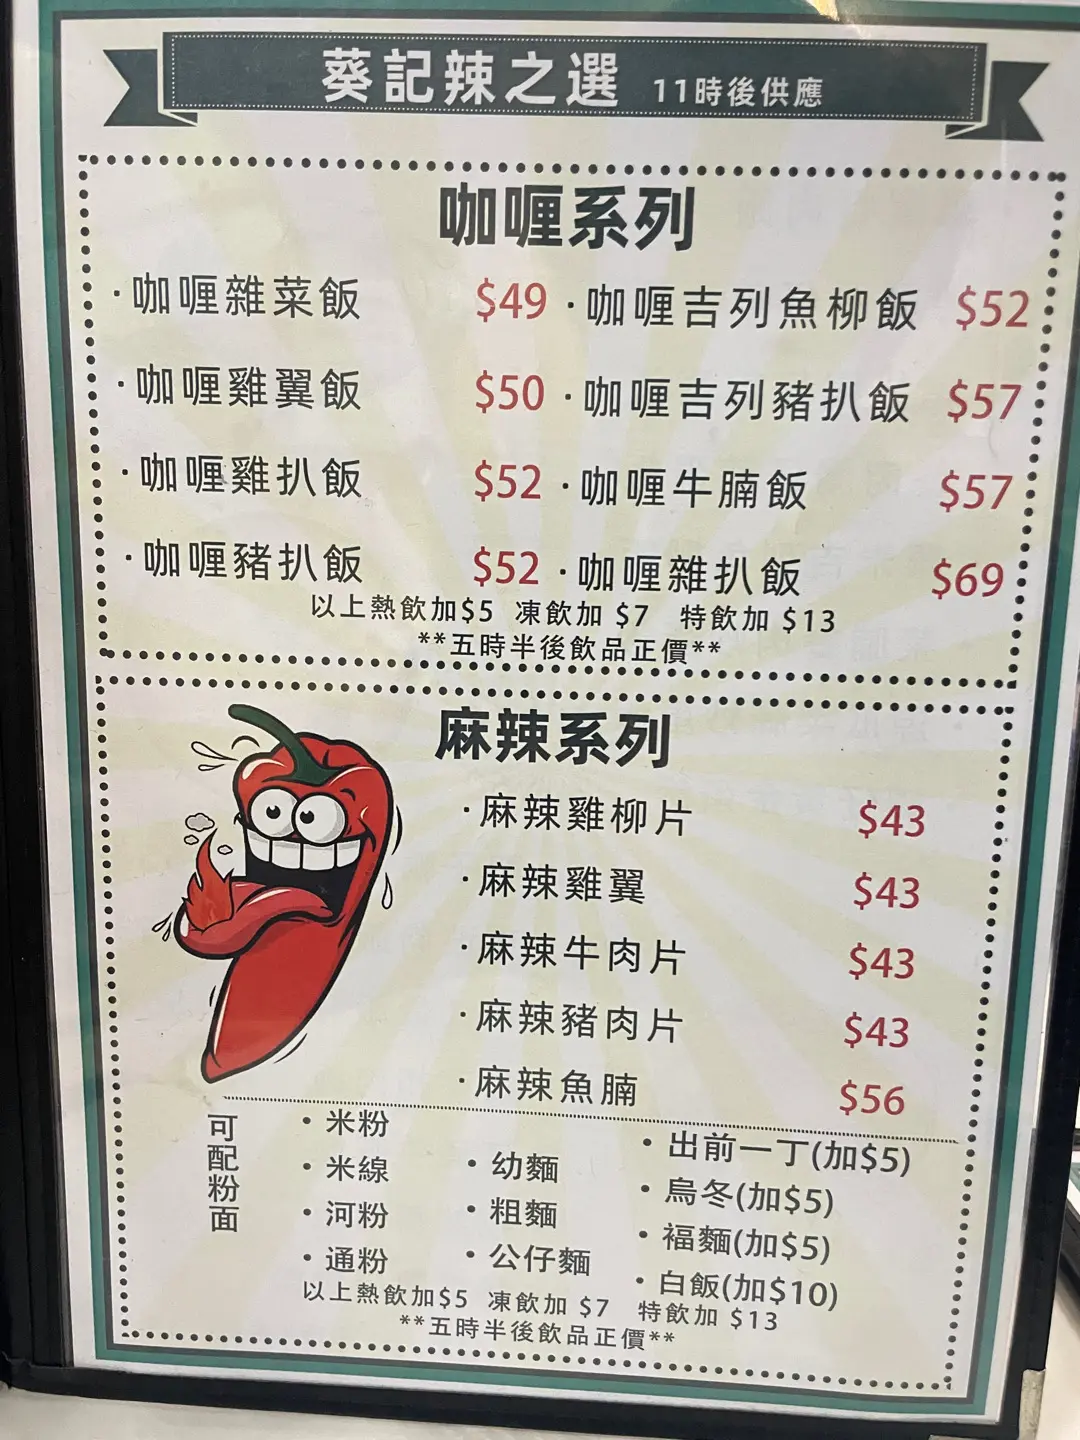 葵記辣之選 11時後供應
咖喱系列
·咖喱雜菜飯 $49 ·咖喱吉列魚柳飯 $52
·咖喱雞翼飯 $50 ·咖喱吉列豬扒飯 $57
·咖喱雞扒飯 $52 ·咖喱牛腩飯 $57
·咖喱豬扒飯 $52 ·咖喱雜扒飯 $69
以上熱飲加$5 凍飲加 $7 特飲加 $13
**五時半後飲品正價**
麻辣系列
·麻辣雞柳片 $43
·麻辣雞翼 $43
·麻辣牛肉片 $43
·麻辣豬肉片 $43
·麻辣魚腩 $56
可配粉面
·米粉
·米線
·河粉
·通粉
·幼麵
·粗麵
·公仔麵
·出前一丁(加$5)
·烏冬(加$5)
·福麵(加$5)
·白飯(加$10)
以上熱飲加$5 凍飲加 $7 特飲加 $13
**五時半後飲品正價**